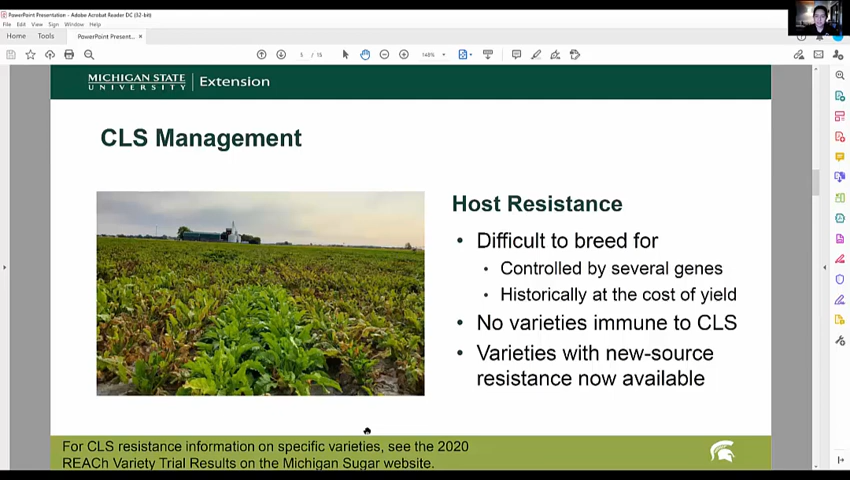 PowerPoint Presentation - Adobe Acrobat Reader DC (32-bit)
File Edit View Sign Window Help
Home Tools PowerPoint Present... ×
5 / 15 148%
MICHIGAN STATE
UNIVERSITY
Extension
CLS Management
Host Resistance
• Difficult to breed for
• Controlled by several genes
• Historically at the cost of yield
• No varieties immune to CLS
• Varieties with new-source
resistance now available
For CLS resistance information on specific varieties, see the 2020
REACh Variety Trial Results on the Michigan Sugar website.